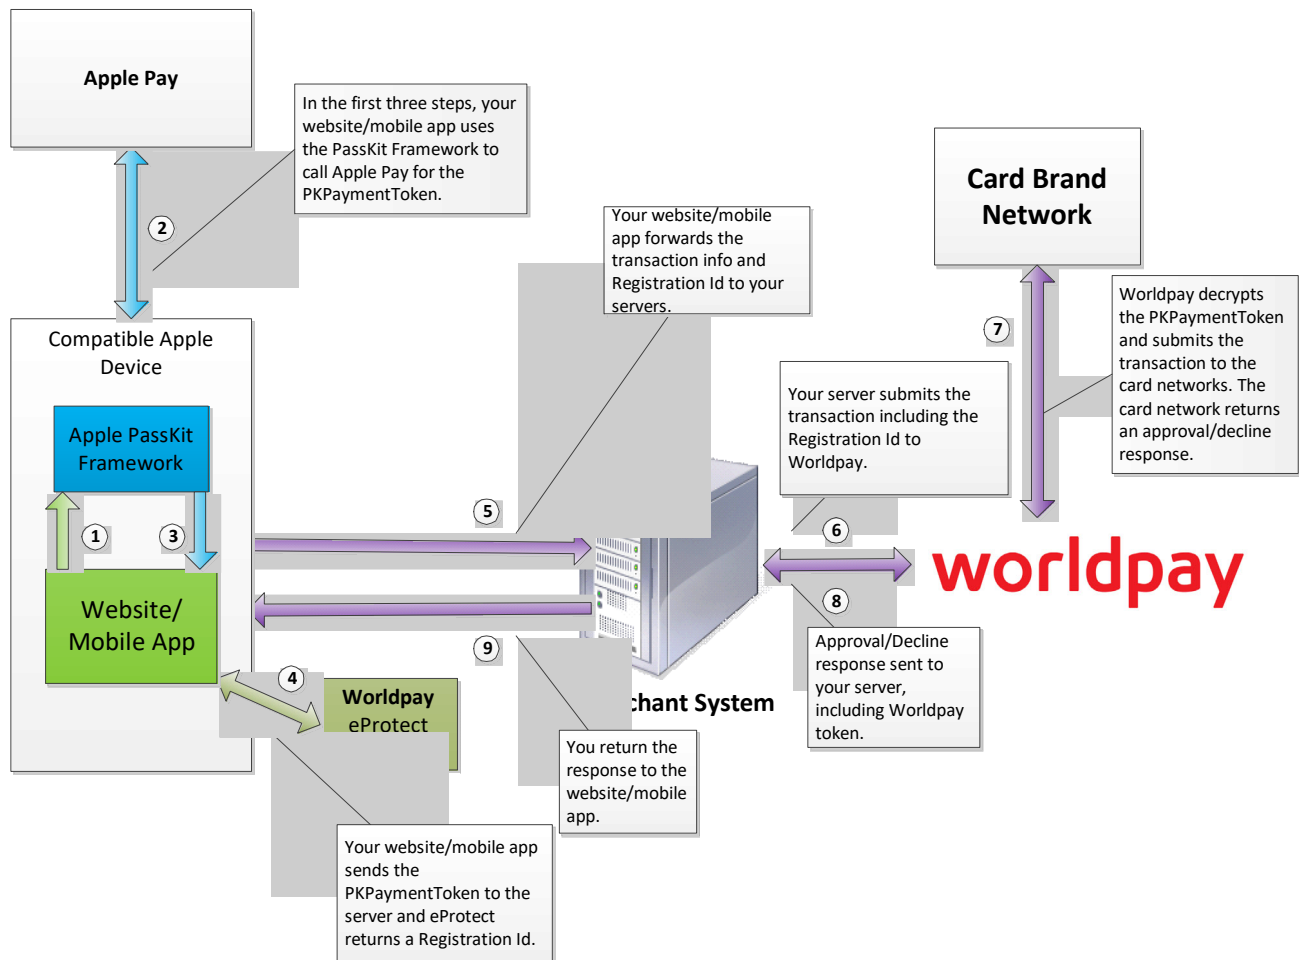 Apple Pay
In the first three steps, your
website/mobile app uses
the PassKit Framework to
call Apple Pay for the
PKPaymentToken.
2
Card Brand
Network
Your website/mobile
app forwards the
transaction info and
Registration Id to your
servers.
7
Worldpay decrypts
the PKPaymentToken
and submits the
transaction to the
card networks. The
card network returns
an approval/decline
response.
Compatible Apple
Device
Apple PassKit
Framework
1
3
Website/
Mobile App
Your server submits the
transaction including the
Registration Id to
Worldpay.
5
6
worldpay
8
9
4
Worldpay
eProtect
chant System
Approval/Decline
response sent to
your server,
including Worldpay
token.
You return the
response to the
website/mobile
app.
Your website/mobile app
sends the
PKPaymentToken to the
server and eProtect
returns a Registration Id.